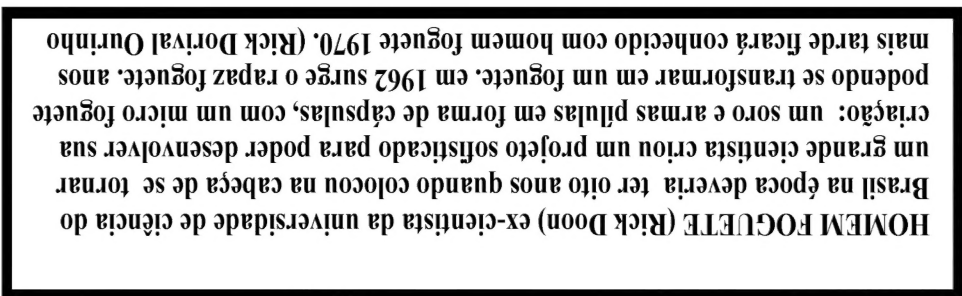 HOMEM FOGUETE (Rick Doon) ex-cientista da universidade de ciência do
Brasil na época deveria  ter oito anos quando colocou na cabeça de se  tornar
um grande cientista criou um projeto sofisticado para poder desenvolver sua
criação:  um soro e armas pílulas em forma de cápsulas, com um micro foguete
podendo se transformar em um foguete. em 1962 surge o rapaz foguete. anos
mais tarde ficará conhecido com homem foguete 1970. (Rick Dorival Ourinho